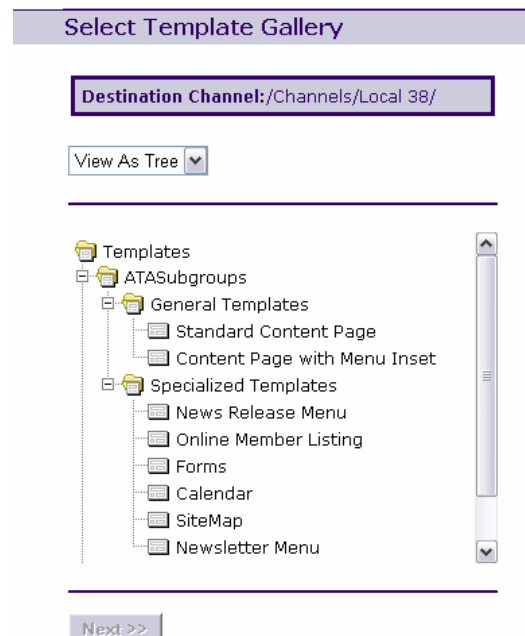 Select Template Gallery
Destination Channel:/Channels/Local 38/
View As Tree
Templates
ATASubgroups
General Templates
Standard Content Page
Content Page with Menu Inset
Specialized Templates
News Release Menu
Online Member Listing
Forms
Calendar
SiteMap
Newsletter Menu
Next >>